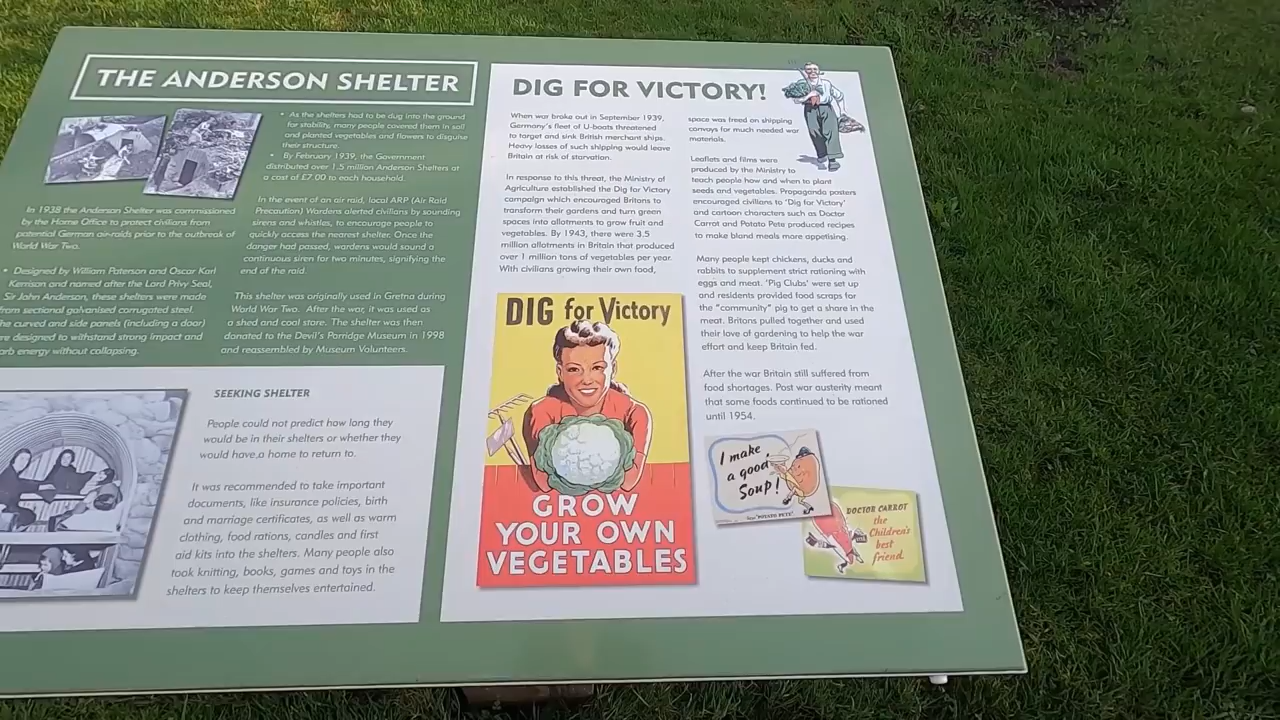 THE ANDERSON SHELTER
• As the shelters had to be dug into the ground
for stability, many people covered them in soil
and planted vegetables and flowers to disguise
their structure.
• By February 1939, the Government
distributed over 1.5 million Anderson Shelters at
a cost of £7.00 to each household.
In 1938 the Anderson Shelter was commissioned
by the Home Office to protect civilians from
potential German air-raids prior to the outbreak of
World War Two.
• Designed by William Paterson and Oscar Karl
Kerrison and named after the Lord Privy Seal,
Sir John Anderson, these shelters were made
from sectional galvanised corrugated steel.
The curved and side panels (including a door)
designed to withstand strong impact and
energy without collapsing.
In the event of an air raid, local ARP (Air Raid
Precaution) Wardens alerted civilians by sounding
sirens and whistles, to encourage people to
quickly access the nearest shelter. Once the
danger had passed, wardens would sound a
continuous siren for two minutes, signifying the
end of the raid.
This shelter was originally used in Gretna during
World War Two. After the war, it was used as
a shed and cool store. The shelter was then
donated to the Devil's Porridge Museum in 1998
and reassembled by Museum Volunteers.
SEEKING SHELTER
People could not predict how long they
would be in their shelters or whether they
would have a home to return to.
It was recommended to take important
documents, like insurance policies, birth
and marriage certificates, as well as warm
clothing, food rations, candles and first
aid kits into the shelters. Many people also
took knitting, books, games and toys in the
shelters to keep themselves entertained.
DIG FOR VICTORY!
When war broke out in September 1939,
Germany's fleet of U-boats threatened
to target and sink British merchant ships.
Heavy losses of such shipping would leave
Britain at risk of starvation.
In response to this threat, the Ministry of
Agriculture established the Dig for Victory
campaign which encouraged Britons to
transform their gardens and turn green
spaces into allotments to grow fruit and
vegetables. By 1943, there were 3.5
million allotments in Britain that produced
over 1 million tons of vegetables per year.
With civilians growing their own food,
space was freed on shipping
convoys for much needed war
materials.
Leaflets and films were
produced by the Ministry to
teach people how and when to plant
seeds and vegetables. Propaganda posters
encouraged civilians to 'Dig for Victory'
and cartoon characters such as Doctor
Carrot and Potato Pete produced recipes
to make bland meals more appetising.
Many people kept chickens, ducks and
rabbits to supplement strict rationing with
eggs and meat. 'Pig Clubs' were set up
and residents provided food scraps for
the "community" pig to get a share in the
meat. Britons pulled together and used
their love of gardening to help the war
effort and keep Britain fed.
After the war Britain still suffered from
food shortages. Post war austerity meant
that some foods continued to be rationed
until 1954.
DIG for Victory
GROW
YOUR OWN
VEGETABLES
I make
a good
Soup!
"POTATO PETE"
DOCTOR CARROT
the
Children's
best
friend